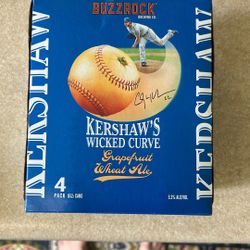 BUZZROCK
BREWING CO.
KERSHAW
KERSHAW
KERSHAW'S
WICKED CURVE
Grapefruit
Wheat Ale
4
PACK